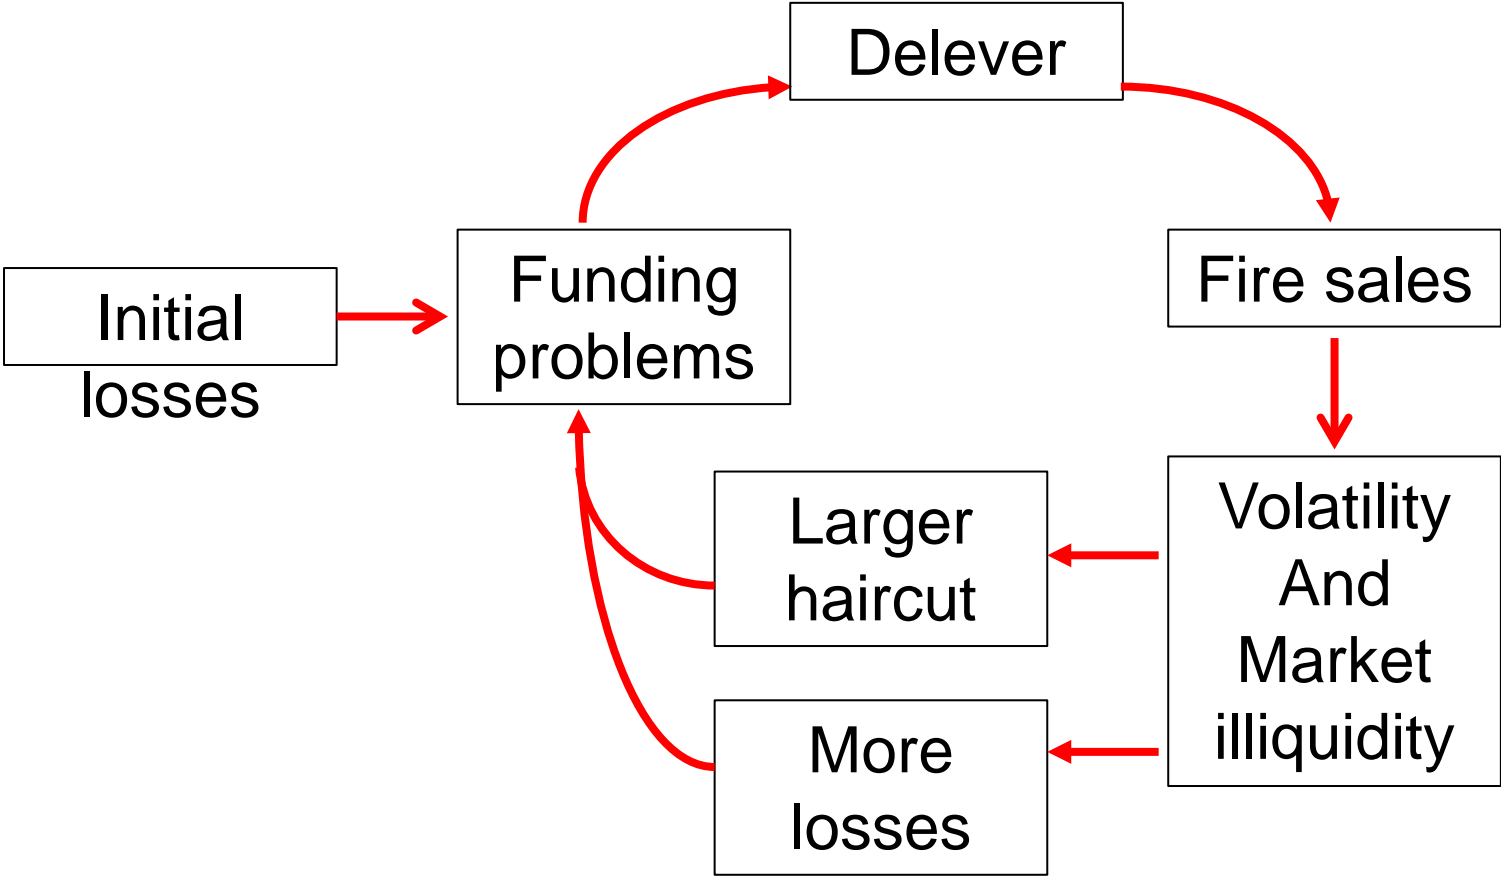 Delever
Initial
losses
Funding
problems
Fire sales
Larger
haircut
Volatility
And
Market
illiquidity
More
losses